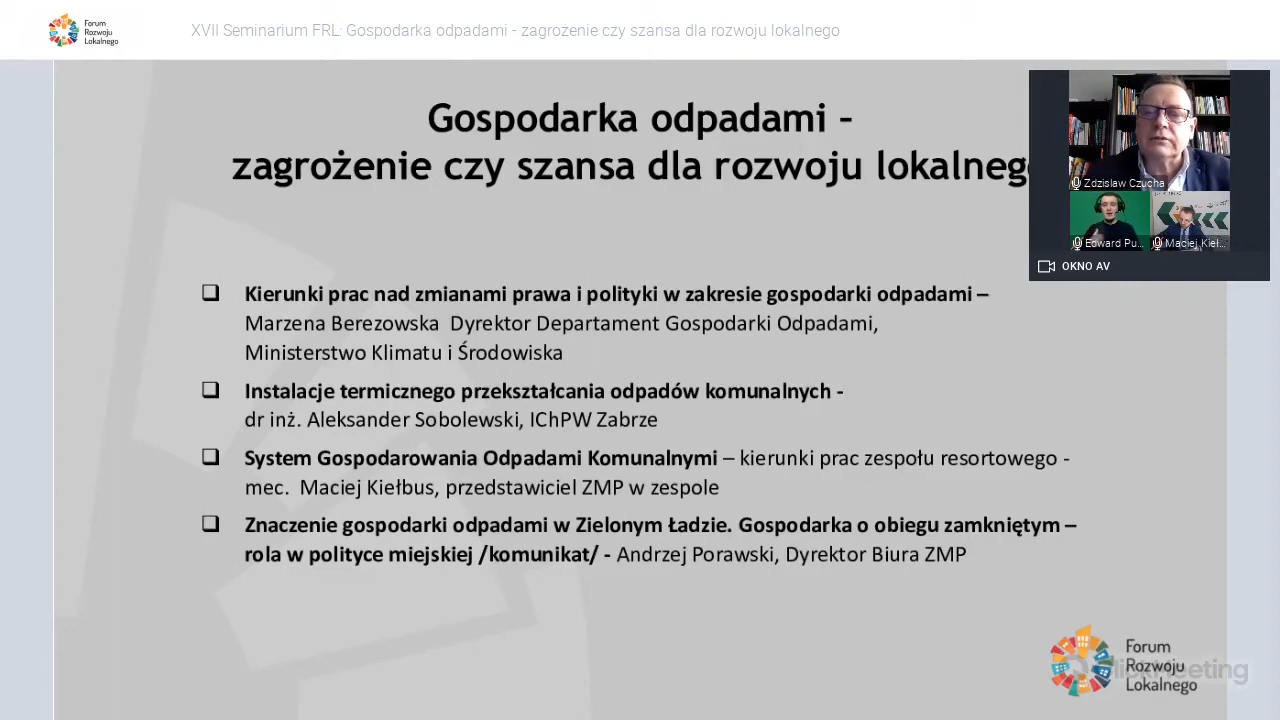 Forum
Rozwoju
Lokalnego
XVII Seminarium FRL: Gospodarka odpadami - zagrożenie czy szansa dla rozwoju lokalnego
Gospodarka odpadami –
zagrożenie czy szansa dla rozwoju lokalneg
Zdzislaw Czucha
Edward Pu...
Maciej Kieł...
OKNO AV
Kierunki prac nad zmianami prawa i polityki w zakresie gospodarki odpadami –
Marzena Berezowska Dyrektor Departament Gospodarki Odpadami,
Ministerstwo Klimatu i Środowiska
Instalacje termicznego przekształcania odpadów komunalnych -
dr inż. Aleksander Sobolewski, IChPW Zabrze
System Gospodarowania Odpadami Komunalnymi – kierunki prac zespołu resortowego -
mec. Maciej Kiełbus, przedstawiciel ZMP w zespole
Znaczenie gospodarki odpadami w Zielonym Ładzie. Gospodarka o obiegu zamkniętym –
rola w polityce miejskiej /komunikat/ - Andrzej Porawski, Dyrektor Biura ZMP
Forum
Rozwoju
Lokalnego
ClickMeeting